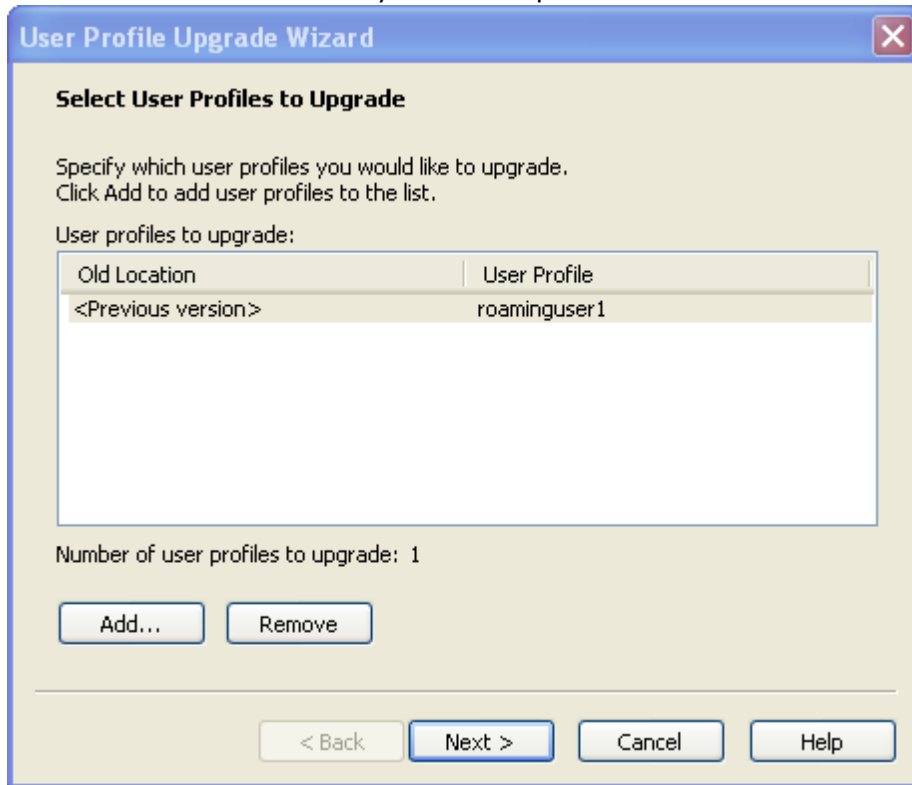 User Profile Upgrade Wizard
Select User Profiles to Upgrade
Specify which user profiles you would like to upgrade.
Click Add to add user profiles to the list.
User profiles to upgrade:
Old Location User Profile
<Previous version> roaminguser1
Number of user profiles to upgrade: 1
Add... Remove
< Back Next > Cancel Help